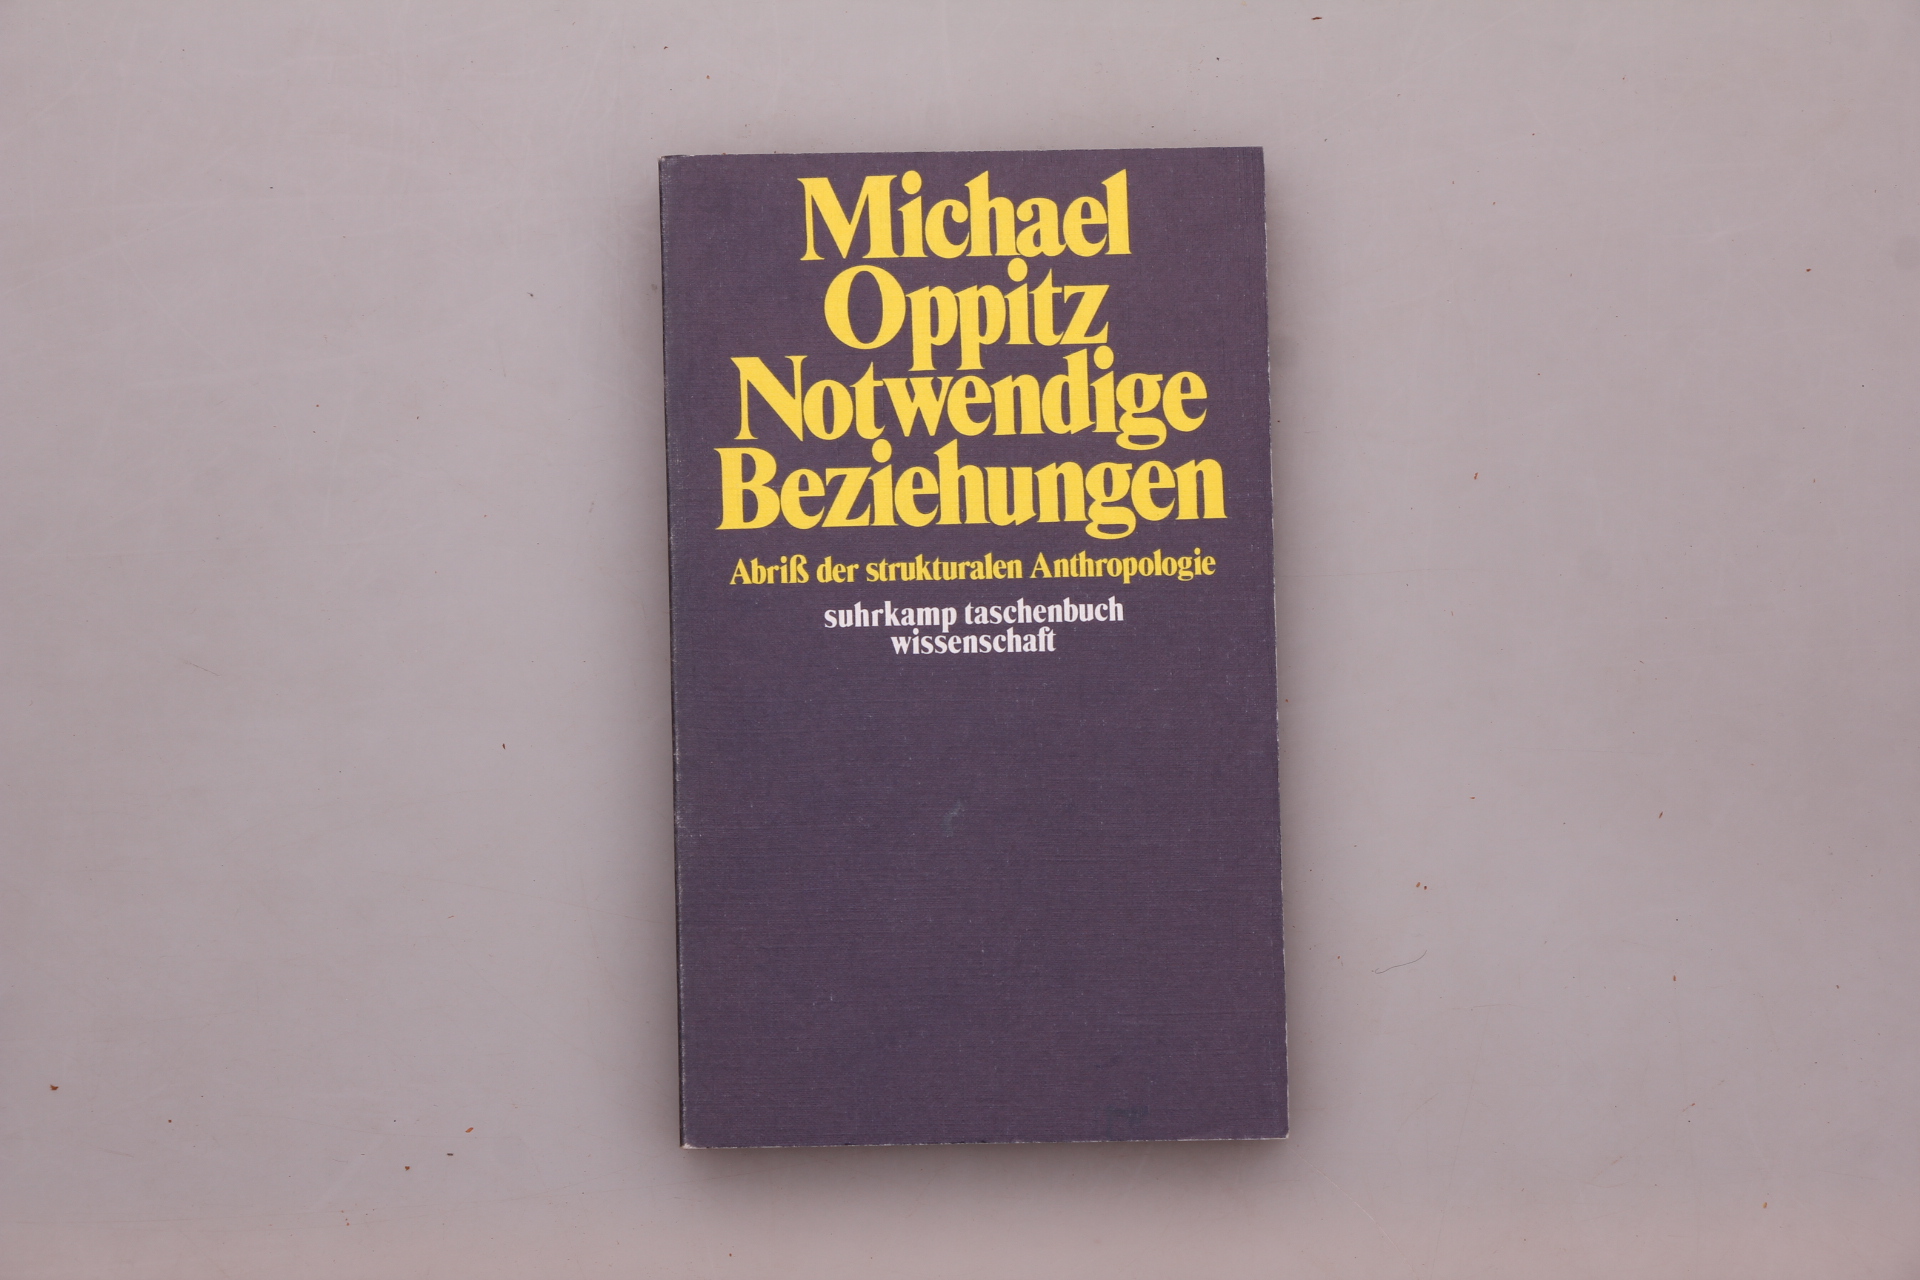 Michael
Oppitz
Notwendige
Beziehungen
Abriß der strukturalen Anthropologie
suhrkamp taschenbuch
wissenschaft